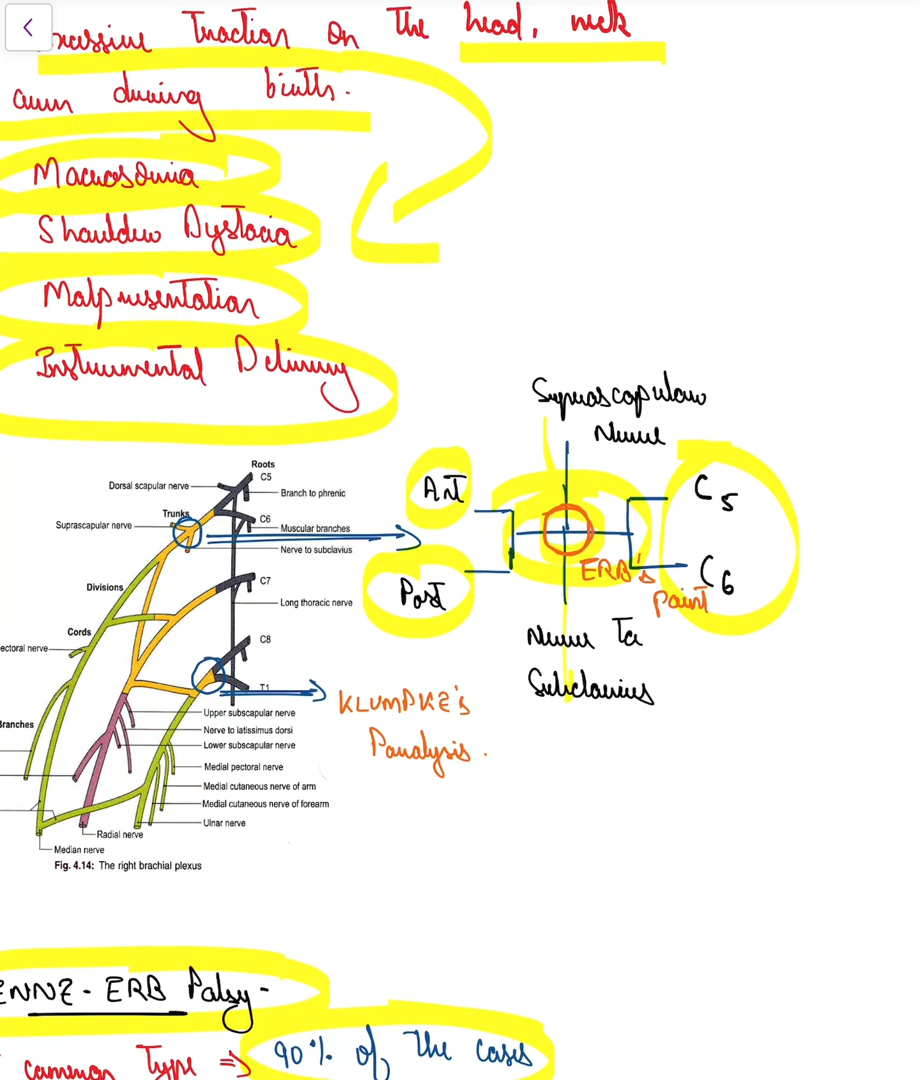 Traction on the head, neck
during birth.
Macrosomia
Shoulder Dystocia
Malpresentation
Instrumental Delivery
Suprascapular
Nerve
Ant
C5
ERB's
Point
Post
C6
Nerve To
Subclavius
Roots
C5
Dorsal scapular nerve
Branch to phrenic
Trunks
C6
Suprascapular nerve
Muscular branches
Nerve to subclavius
Divisions
C7
Long thoracic nerve
Cords
C8
ectoral nerve
T1
KLUMPKE's
Paralysis.
Branches
Upper subscapular nerve
Nerve to latissimus dorsi
Lower subscapular nerve
Medial pectoral nerve
Medial cutaneous nerve of arm
Medial cutaneous nerve of forearm
Ulnar nerve
Radial nerve
Median nerve
Fig. 4.14: The right brachial plexus
ENNE - ERB Palsy -
common Type ⇒ 90% of the cases